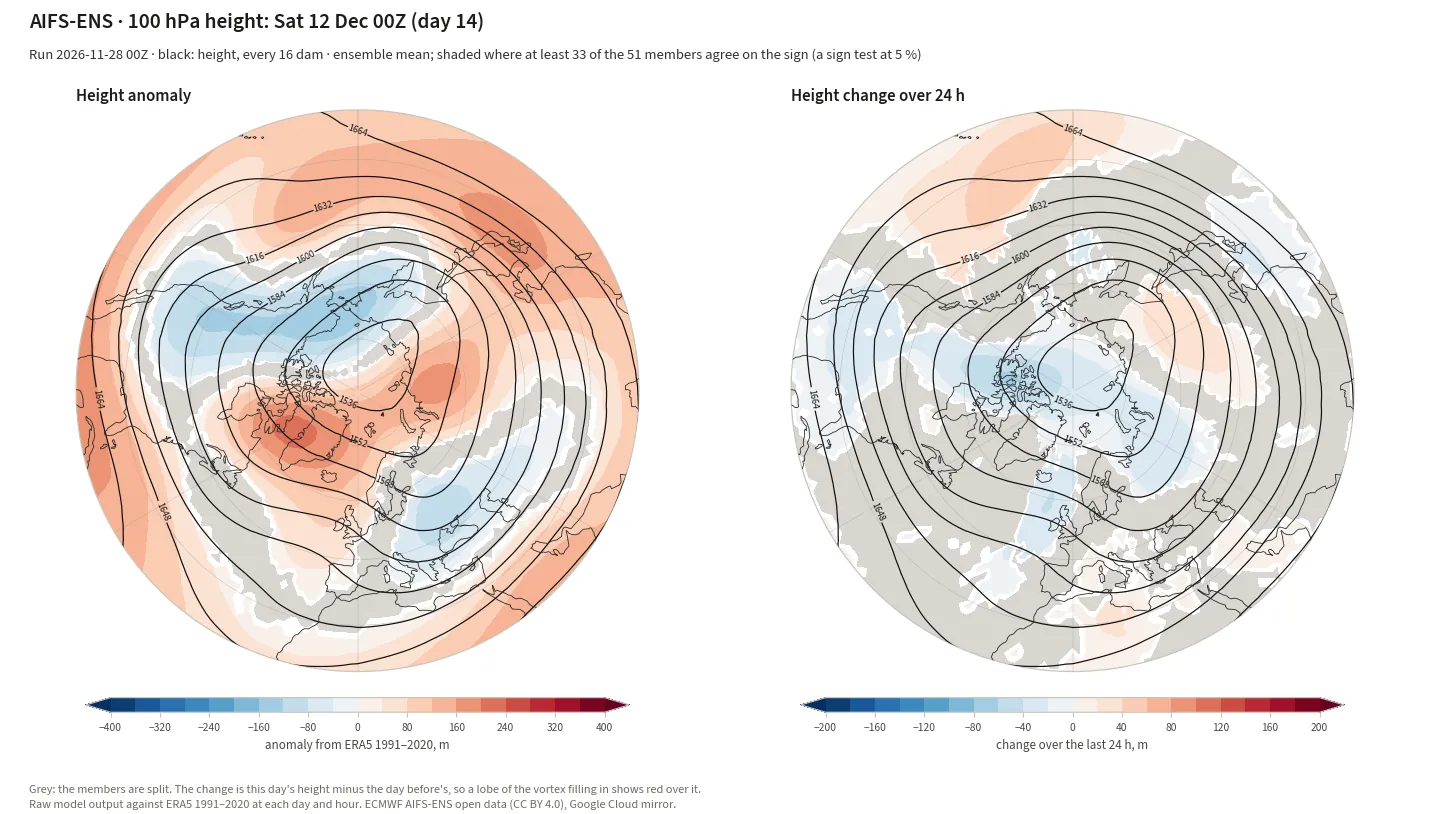 AIFS-ENS · 100 hPa height: Sat 12 Dec 00Z (day 14)
Run 2026-11-28 00Z · black: height, every 16 dam · ensemble mean; shaded where at least 33 of the 51 members agree on the sign (a sign test at 5 %)
Height anomaly
Height change over 24 h
1664
1632
1616
1600
1584
1664
1536
1552
1568
1648
1664
1632
1616
1600
1584
1664
1536
1552
1568
1648
−400 −320 −240 −160 −80 0 80 160 240 320 400
anomaly from ERA5 1991–2020, m
−200 −160 −120 −80 −40 0 40 80 120 160 200
change over the last 24 h, m
Grey: the members are split. The change is this day's height minus the day before's, so a lobe of the vortex filling in shows red over it.
Raw model output against ERA5 1991–2020 at each day and hour. ECMWF AIFS-ENS open data (CC BY 4.0), Google Cloud mirror.